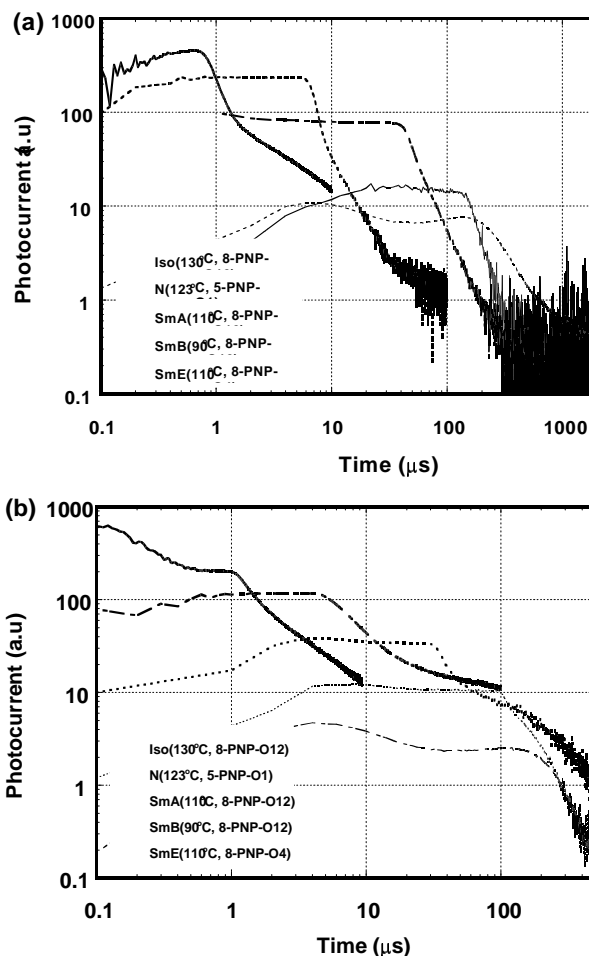 (a)
1000
100
10
1
0.1
Photocurrent (a.u)
Iso(130°C, 8-PNP-
N(123°C, 5-PNP-
SmA(110°C, 8-PNP-
SmB(90°C, 8-PNP-
SmE(110°C, 8-PNP-
0.1 1 10 100 1000
Time (μs)
(b)
1000
100
10
1
0.1
Photocurrent (a.u)
Iso(130°C, 8-PNP-O12)
N(123°C, 5-PNP-O1)
SmA(110°C, 8-PNP-O12)
SmB(90°C, 8-PNP-O12)
SmE(110°C, 8-PNP-O4)
0.1 1 10 100
Time (μs)